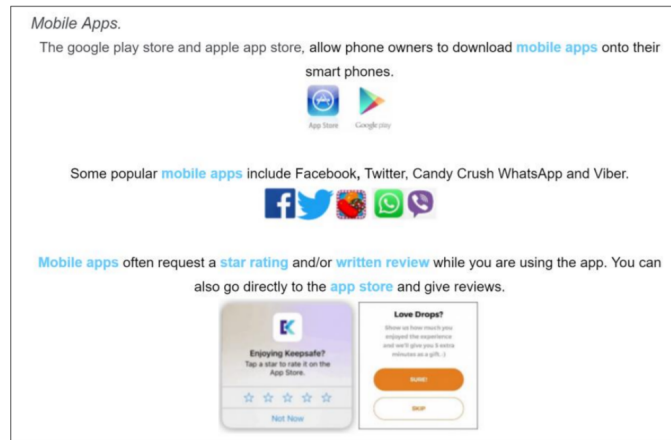 Mobile Apps.
The google play store and apple app store, allow phone owners to download mobile apps onto their
smart phones.
App Store Google play
Some popular mobile apps include Facebook, Twitter, Candy Crush WhatsApp and Viber.
Mobile apps often request a star rating and/or written review while you are using the app. You can
also go directly to the app store and give reviews.
Enjoying Keepsafe?
Tap a star to rate it on the
App Store.
Not Now
Love Drops?
Show us how much you
enjoyed the experience
and we'll give you 5 extra
minutes as a gift. :)
SURE!
SKIP